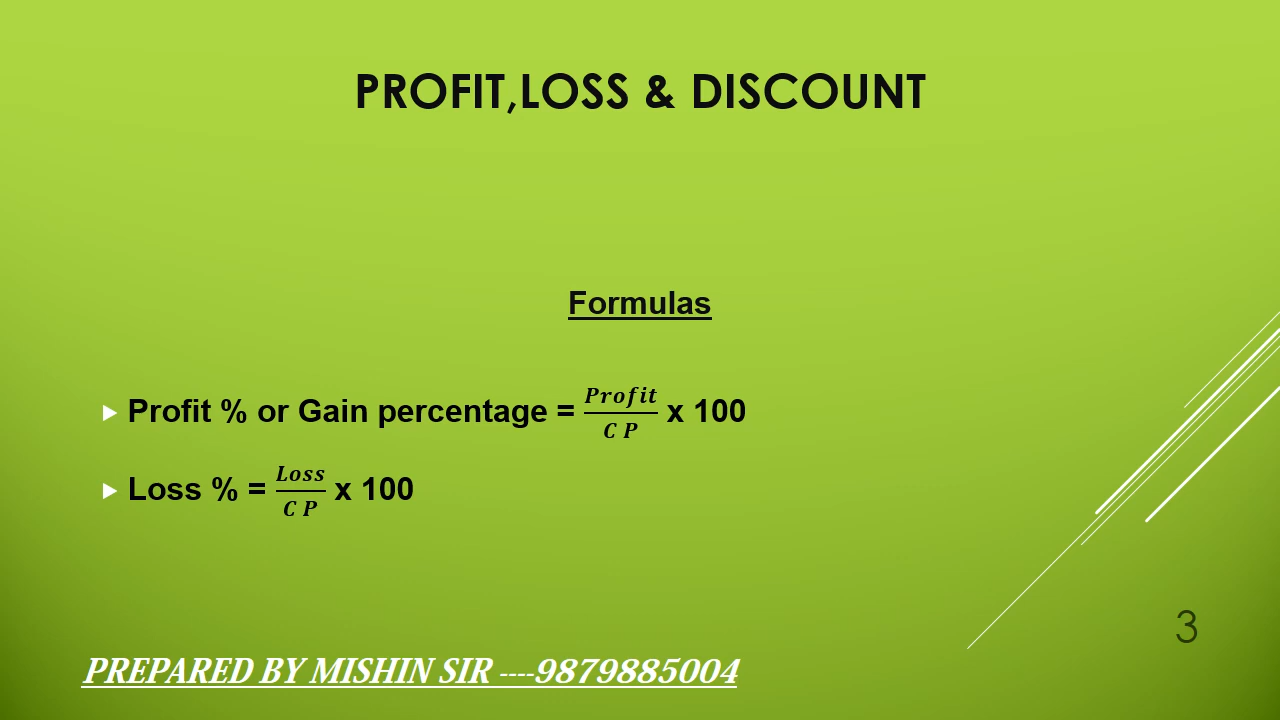 PROFIT,LOSS & DISCOUNT
Formulas
Profit % or Gain percentage = Profit/C P x 100
Loss % = Loss/C P x 100
3
PREPARED BY MISHIN SIR ----9879885004